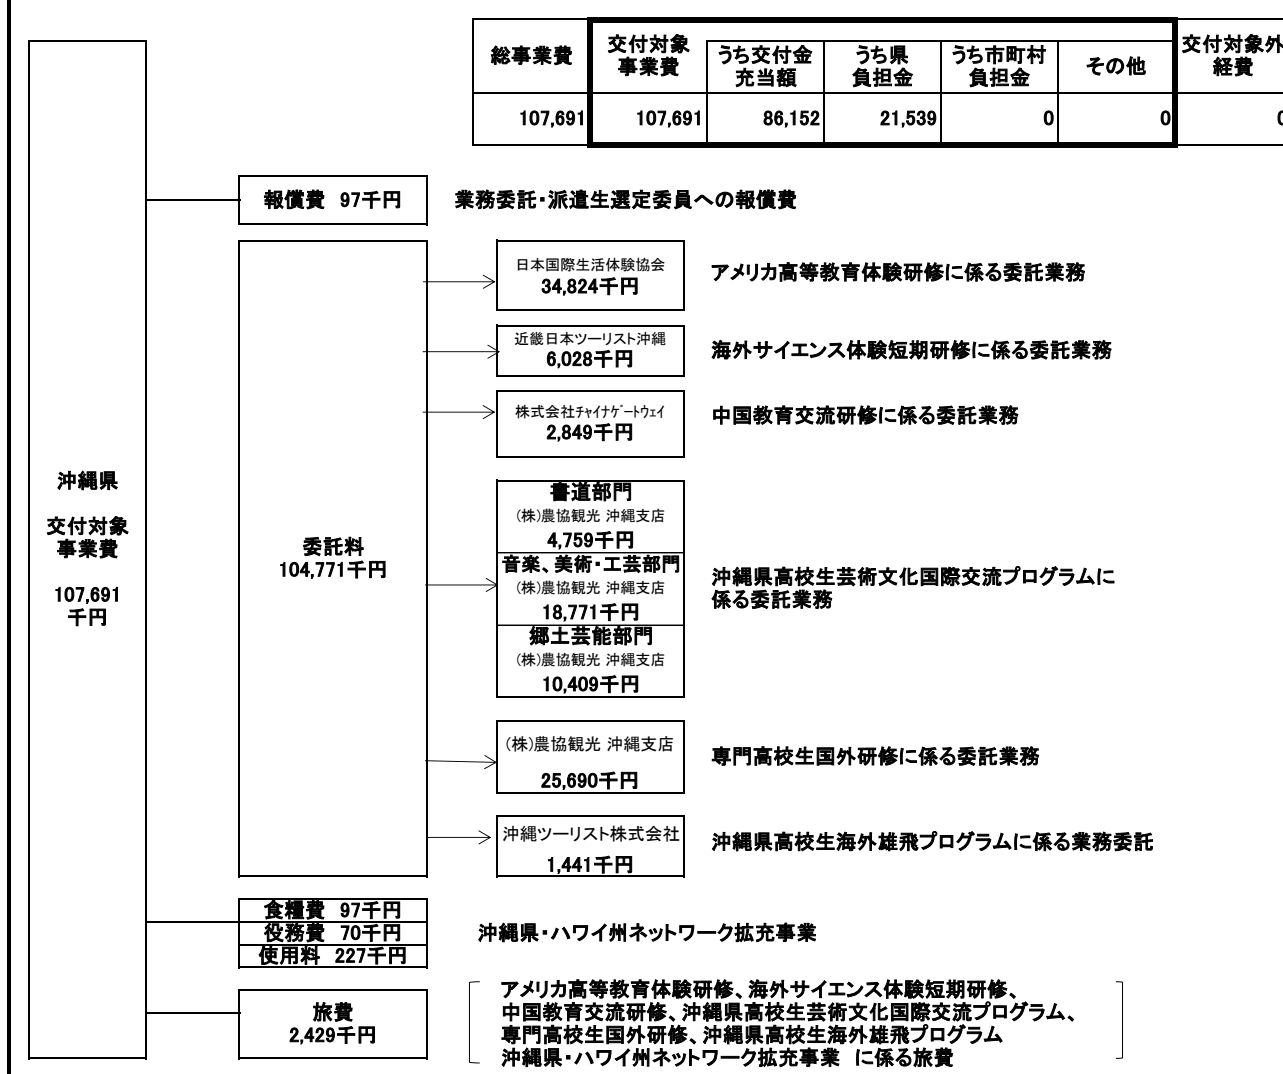 総事業費
交付対象
事業費
うち交付金
充当額
うち県
負担金
うち市町村
負担金
その他
交付対象外
経費
107,691
107,691
86,152
21,539
0
0
0
沖縄県
交付対象
事業費
107,691
千円
報償費 97千円
業務委託・派遣生選定委員への報償費
委託料
104,771千円
日本国際生活体験協会
34,824千円
アメリカ高等教育体験研修に係る委託業務
近畿日本ツーリスト沖縄
6,028千円
海外サイエンス体験短期研修に係る委託業務
株式会社チャイナゲートウェイ
2,849千円
中国教育交流研修に係る委託業務
書道部門
(株)農協観光 沖縄支店
4,759千円
音楽、美術・工芸部門
(株)農協観光 沖縄支店
18,771千円
郷土芸能部門
(株)農協観光 沖縄支店
10,409千円
沖縄県高校生芸術文化国際交流プログラムに
係る委託業務
(株)農協観光 沖縄支店
25,690千円
専門高校生国外研修に係る委託業務
沖縄ツーリスト株式会社
1,441千円
沖縄県高校生海外雄飛プログラムに係る業務委託
食糧費 97千円
役務費 70千円
使用料 227千円
沖縄県・ハワイ州ネットワーク拡充事業
旅費
2,429千円
アメリカ高等教育体験研修、海外サイエンス体験短期研修、
中国教育交流研修、沖縄県高校生芸術文化国際交流プログラム、
専門高校生国外研修、沖縄県高校生海外雄飛プログラム
沖縄県・ハワイ州ネットワーク拡充事業 に係る旅費